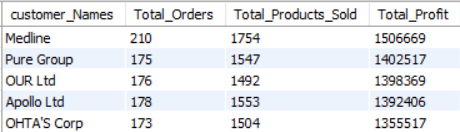 customer_Names Total_Orders Total_Products_Sold Total_Profit
Medline 210 1754 1506669
Pure Group 175 1547 1402517
OUR Ltd 176 1492 1398369
Apollo Ltd 178 1553 1392406
OHTA'S Corp 173 1504 1355517